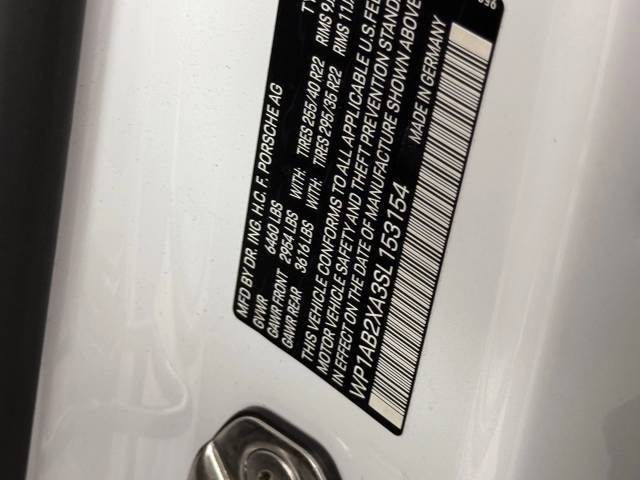 MFD BY DR. ING. H.C. F. PORSCHE AG
GVWR 6460 LBS
GAWR FRONT 2954 LBS WITH: TIRES 255/40 R22 RIMS
GAWR REAR 3616 LBS WITH: TIRES 295/35 R22 RIMS
THIS VEHICLE CONFORMS TO ALL APPLICABLE U.S. FEDE
MOTOR VEHICLE SAFETY AND THEFT PREVENTION STAND
IN EFFECT ON THE DATE OF MANUFACTURE SHOWN ABOVE
WP1AB2XA3SL153154 MADE IN GERMANY